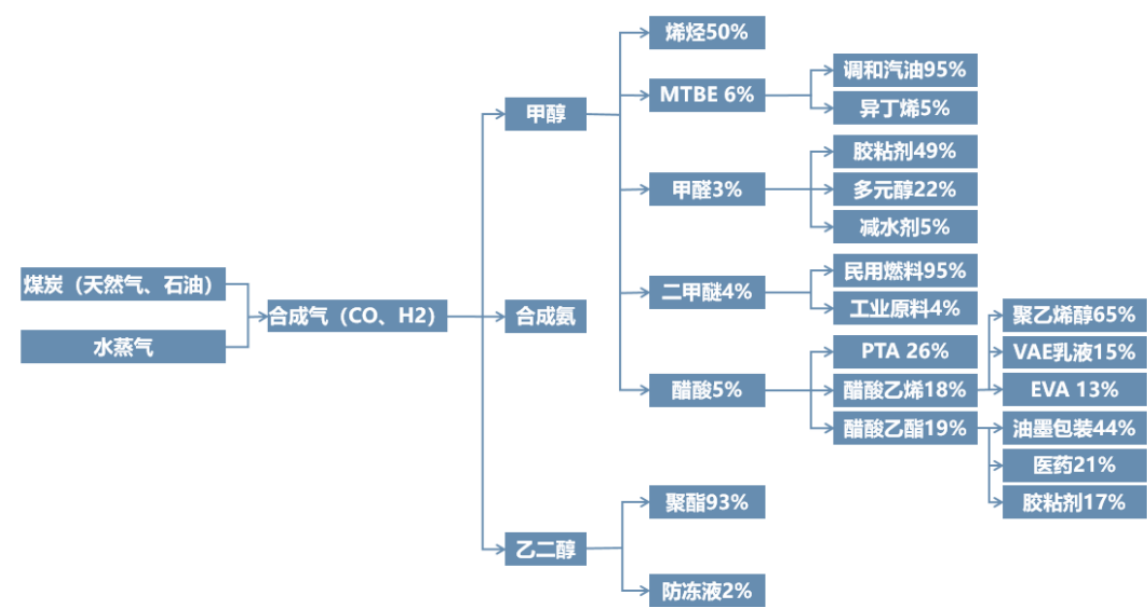 煤炭（天然气、石油）
水蒸气
合成气（CO、H2）
甲醇
合成氨
乙二醇
烯烃50%
MTBE 6%
甲醛3%
二甲醚4%
醋酸5%
聚酯93%
防冻液2%
调和汽油95%
异丁烯5%
胶粘剂49%
多元醇22%
减水剂5%
民用燃料95%
工业原料4%
PTA 26%
醋酸乙烯18%
醋酸乙酯19%
聚乙烯醇65%
VAE乳液15%
EVA 13%
油墨包装44%
医药21%
胶粘剂17%